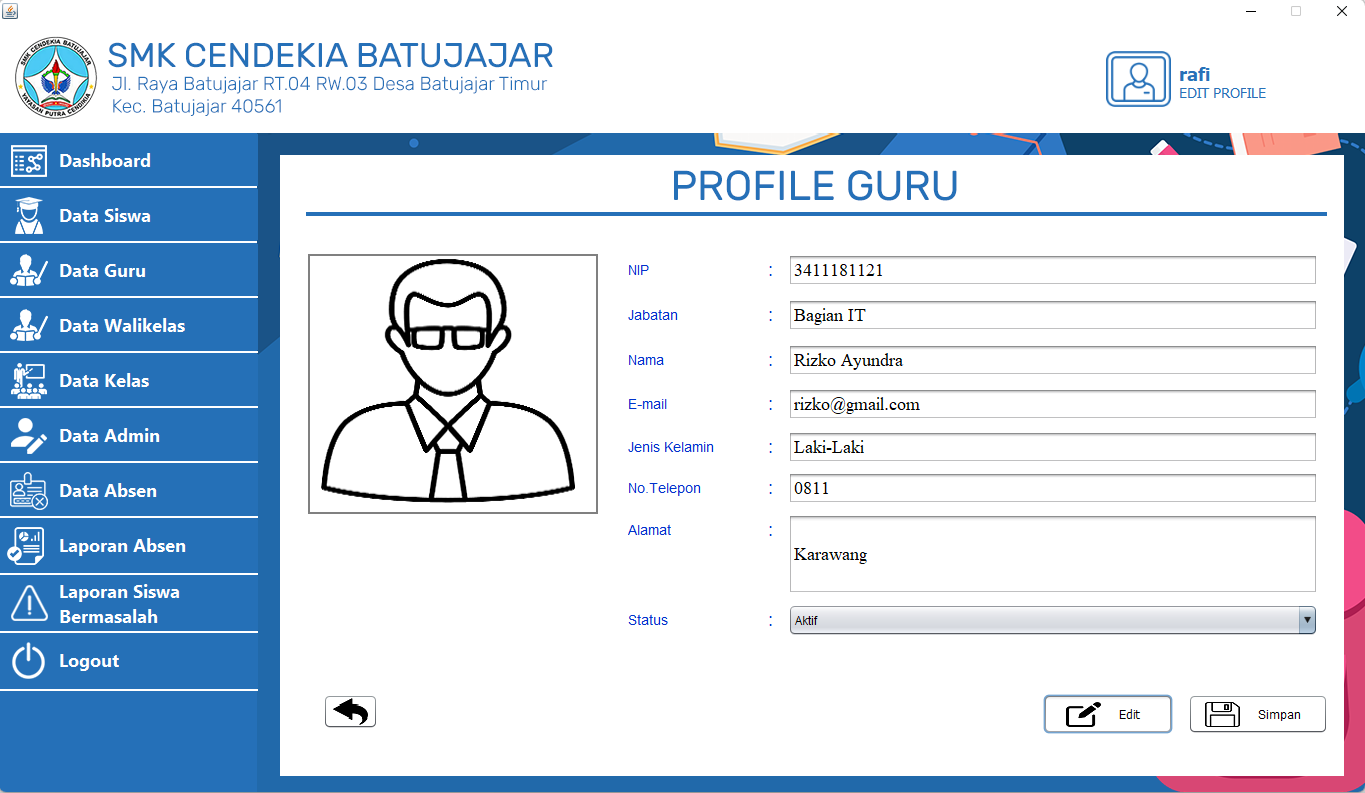 SMK CENDEKIA BATUJAJAR
YAYASAN PUTRA CENDIKIA
SMK CENDEKIA BATUJAJAR
Jl. Raya Batujajar RT.04 RW.03 Desa Batujajar Timur
Kec. Batujajar 40561
rafi
EDIT PROFILE
Dashboard
Data Siswa
Data Guru
Data Walikelas
Data Kelas
Data Admin
Data Absen
Laporan Absen
Laporan Siswa
Bermasalah
Logout
PROFILE GURU
NIP : 3411181121
Jabatan : Bagian IT
Nama : Rizko Ayundra
E-mail : rizko@gmail.com
Jenis Kelamin : Laki-Laki
No.Telepon : 0811
Alamat : Karawang
Status : Aktif
Edit
Simpan